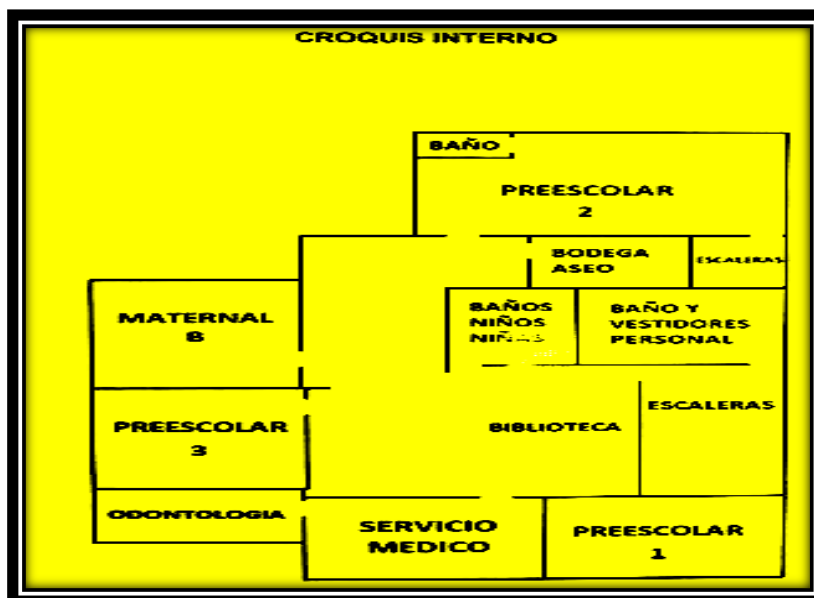 CROQUIS INTERNO
BAÑO
PREESCOLAR
2
BODEGA
ASEO
ESCALERAS
MATERNAL
B
BAÑOS
NIÑOS
NIÑAS
BAÑO Y
VESTIDORES
PERSONAL
PREESCOLAR
3
BIBLIOTECA
ESCALERAS
ODONTOLOGIA
SERVICIO
MEDICO
PREESCOLAR
1